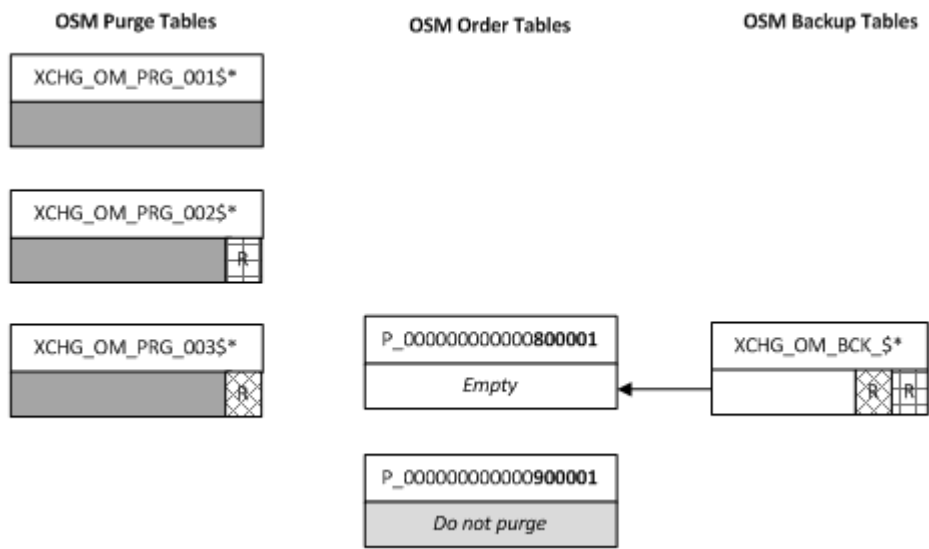 OSM Purge Tables
OSM Order Tables
OSM Backup Tables
XCHG_OM_PRG_001$*
XCHG_OM_PRG_002$*
R
XCHG_OM_PRG_003$*
R
P_000000000000800001
Empty
XCHG_OM_BCK_$*
R R
P_000000000000900001
Do not purge